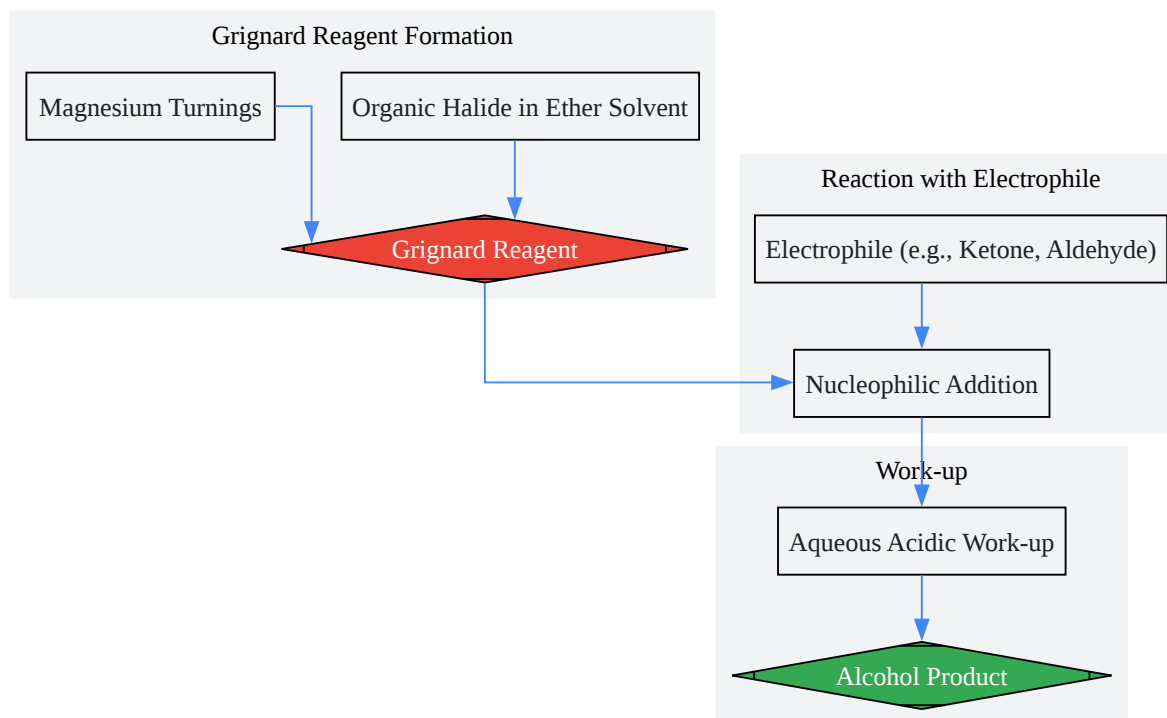 Grignard Reagent Formation
Magnesium Turnings
Organic Halide in Ether Solvent
Grignard Reagent
Reaction with Electrophile
Electrophile (e.g., Ketone, Aldehyde)
Nucleophilic Addition
Work-up
Aqueous Acidic Work-up
Alcohol Product